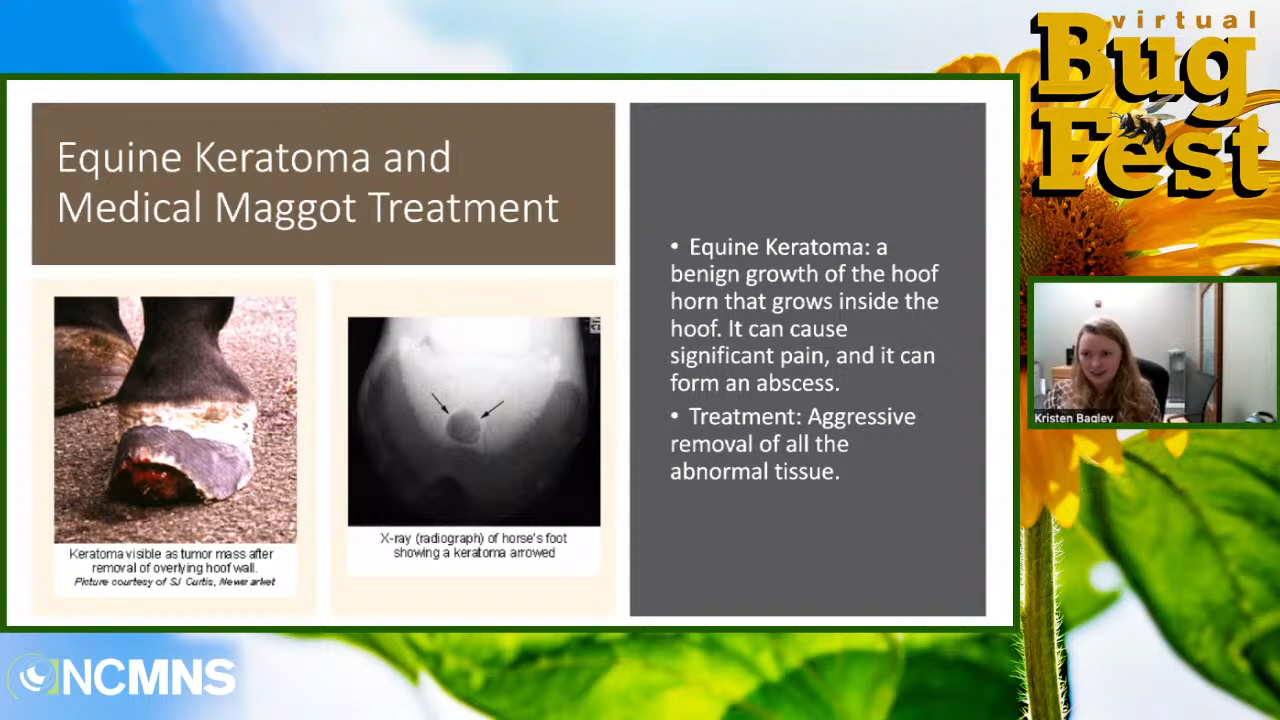 virtual
Bug
Fest
Equine Keratoma and
Medical Maggot Treatment
• Equine Keratoma: a
benign growth of the hoof
horn that grows inside the
hoof. It can cause
significant pain, and it can
form an abscess.
• Treatment: Aggressive
removal of all the
abnormal tissue.
Keratoma visible as tumor mass after
removal of overlying hoof wall.
Picture courtesy of SJ Curtis, Newmarket
X-ray (radiograph) of horse's foot
showing a keratoma arrowed
Kristen Bagley
NCMNS